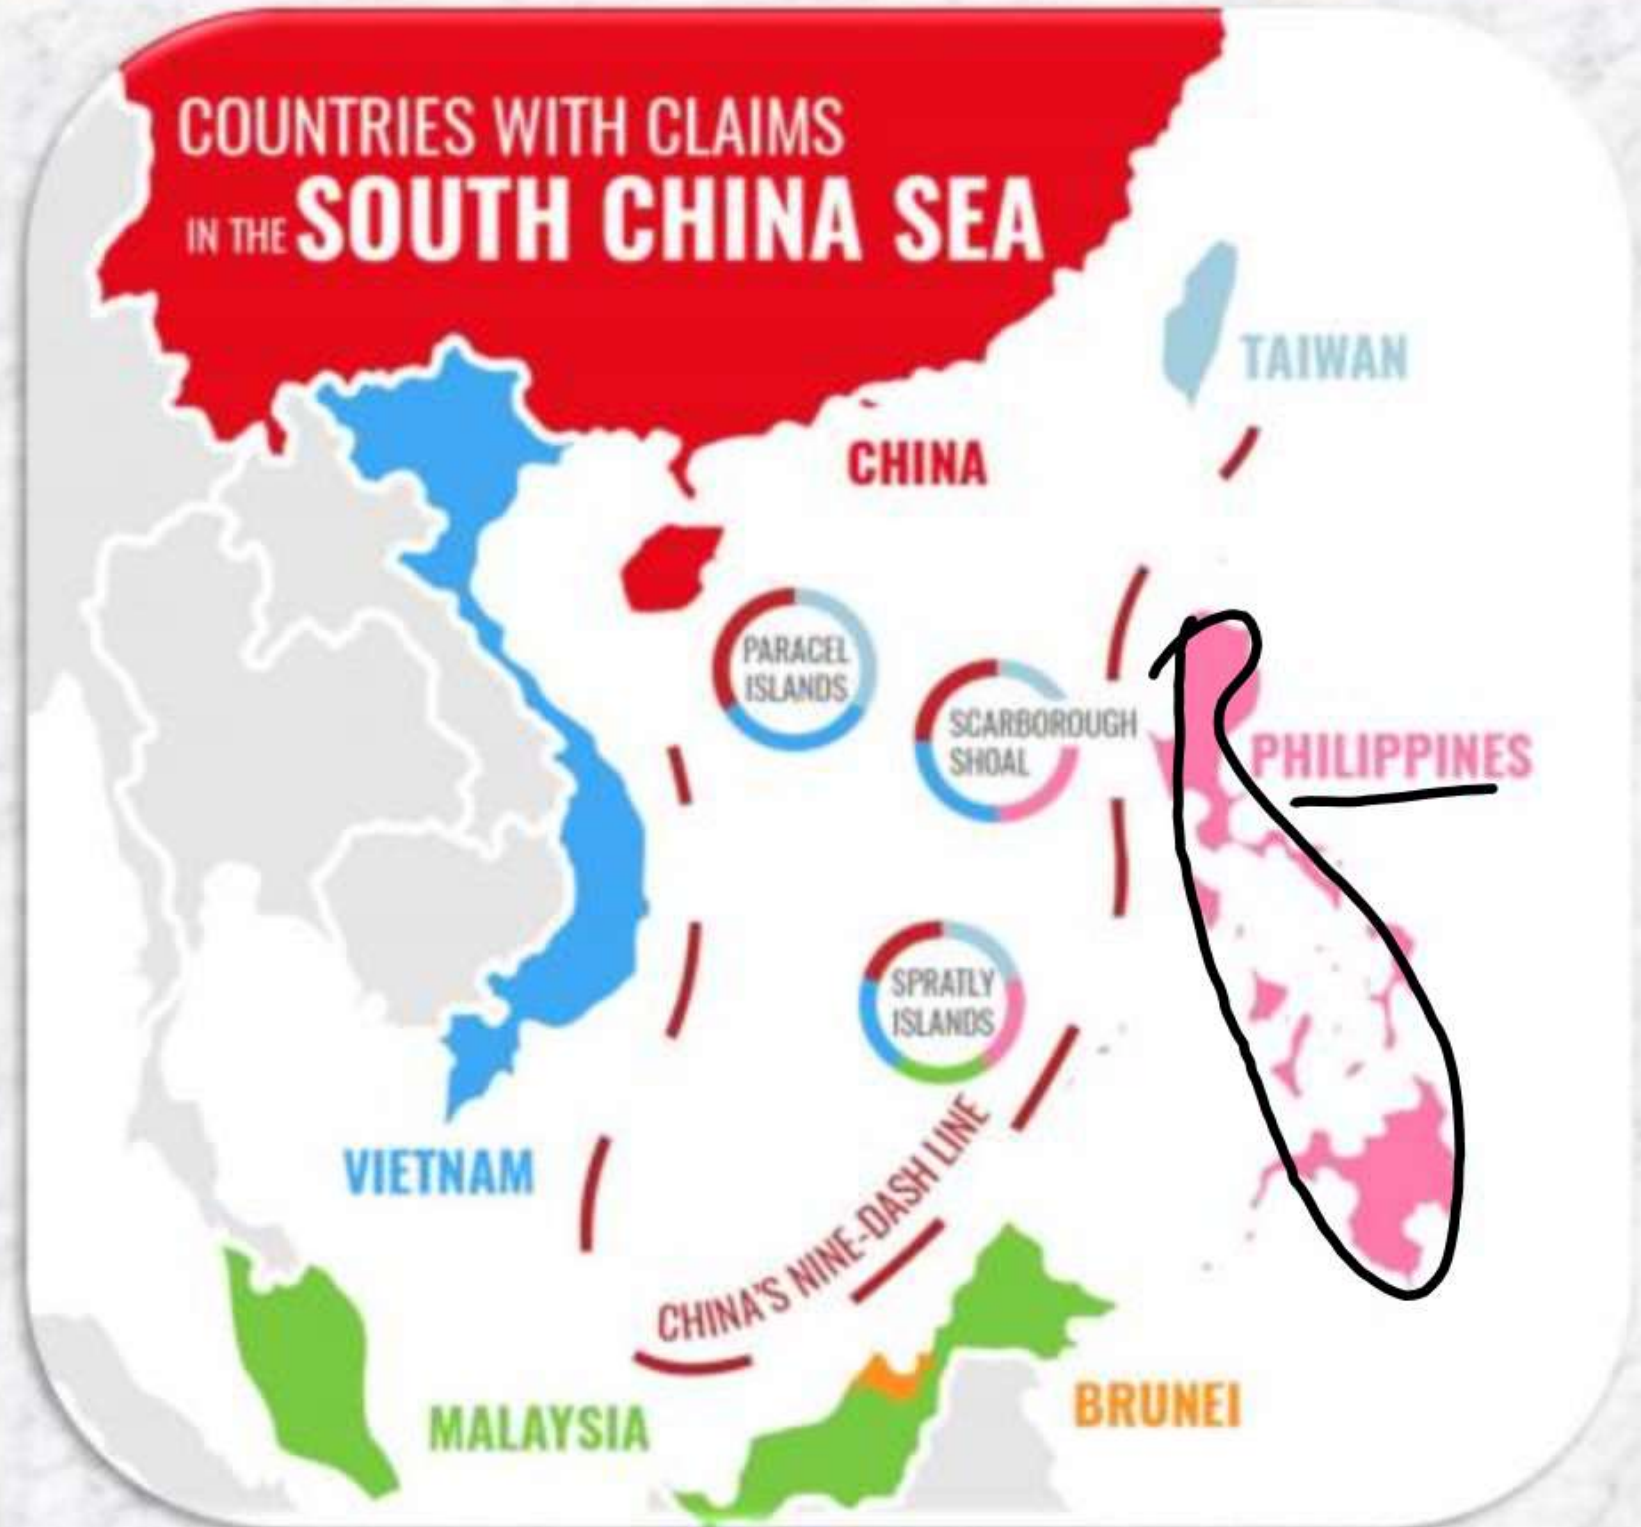 COUNTRIES WITH CLAIMS
IN THE SOUTH CHINA SEA
TAIWAN
CHINA
PARACEL
ISLANDS
SCARBOROUGH
SHOAL
PHILIPPINES
SPRATLY
ISLANDS
VIETNAM
CHINA'S NINE-DASH LINE
MALAYSIA
BRUNEI